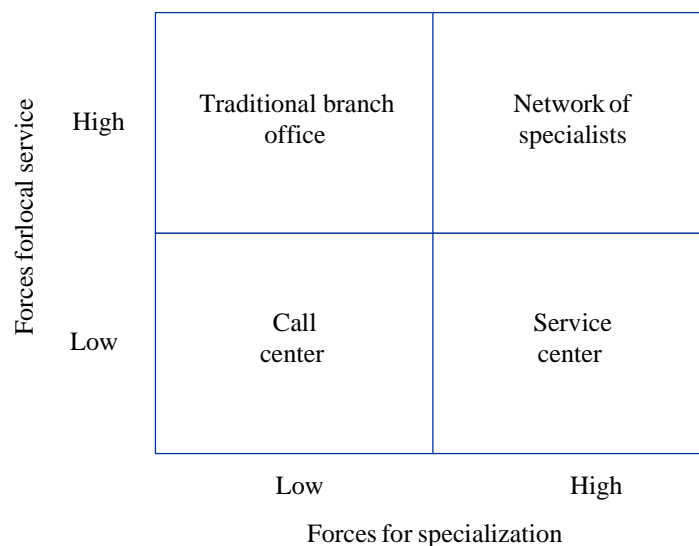 Forces forlocal service
High
Traditional branch
office
Network of
specialists
Low
Call
center
Service
center
Low
High
Forces for specialization